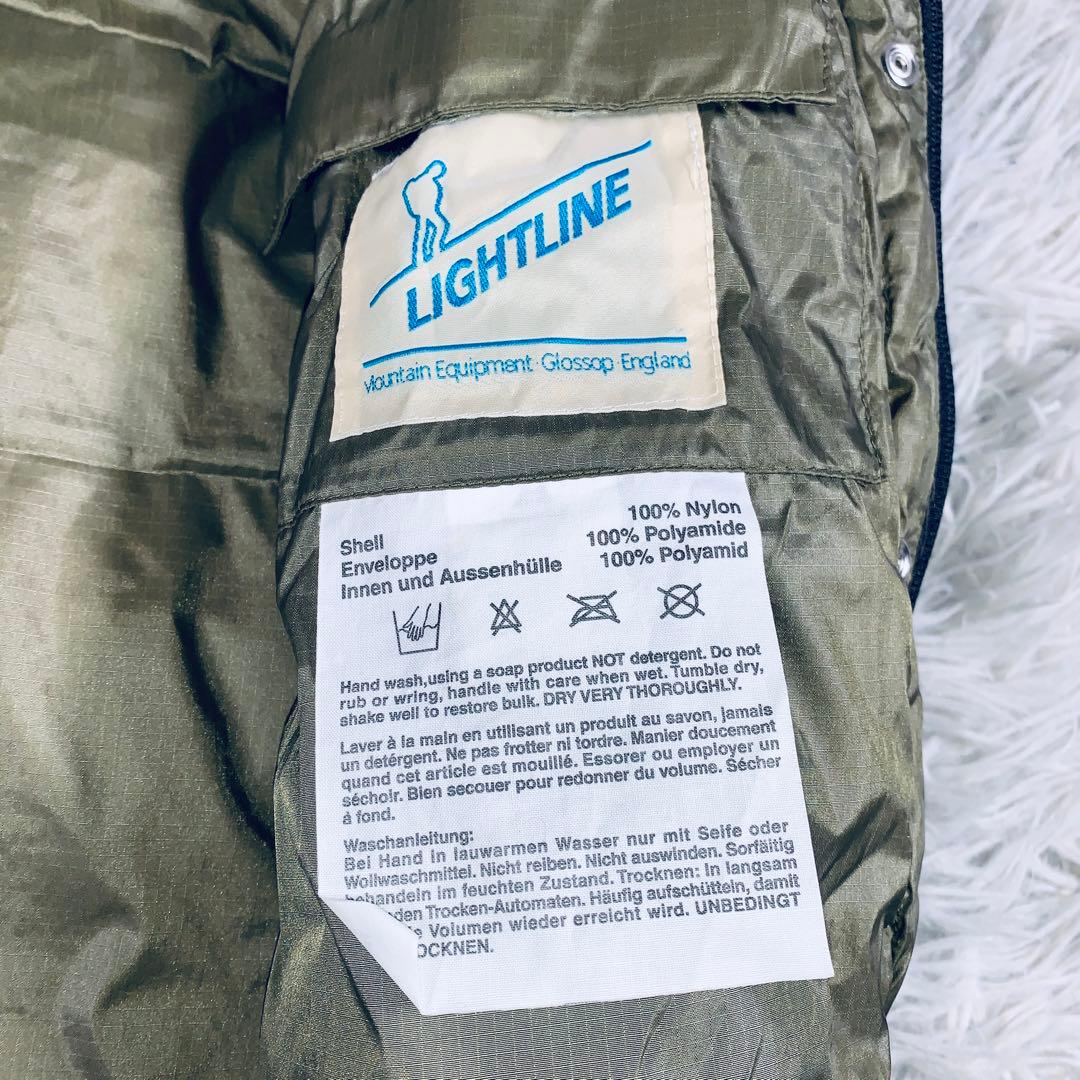 LIGHTLINE
Mountain Equipment · Glossop England
Shell 100% Nylon
Enveloppe 100% Polyamide
Innen und Aussenhülle 100% Polyamid
Hand wash,using a soap product NOT detergent. Do not
rub or wring, handle with care when wet. Tumble dry,
shake well to restore bulk. DRY VERY THOROUGHLY.
Laver à la main en utilisant un produit au savon, jamais
un detérgent. Ne pas frotter ni tordre. Manier doucement
quand cet article est mouillé. Essorer ou employer un
séchoir. Bien secouer pour redonner du volume. Sécher
à fond.
Waschanleitung:
Bei Hand in lauwarmen Wasser nur mit Seife oder
Wollwaschmittel. Nicht reiben. Nicht auswinden. Sorfäitig
behandeln im feuchten Zustand. Trocknen: In langsam
den Trocken-Automaten. Häufig aufschütteln, damit
Volumen wieder erreicht wird. UNBEDINGT
OCKNEN.